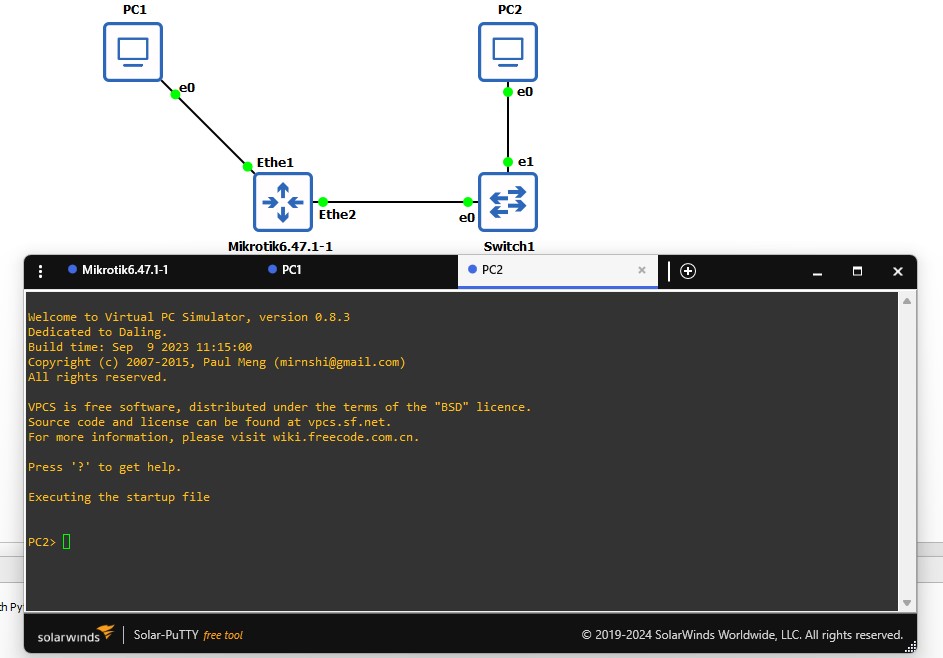 PC1
PC2
e0
e0
Ethe1
e1
Ethe2
e0
Mikrotik6.47.1-1
Switch1
Mikrotik6.47.1-1 PC1 PC2
Welcome to Virtual PC Simulator, version 0.8.3
Dedicated to Daling.
Build time: Sep  9 2023 11:15:00
Copyright (c) 2007-2015, Paul Meng (mirnshi@gmail.com)
All rights reserved.
VPCS is free software, distributed under the terms of the "BSD" licence.
Source code and license can be found at vpcs.sf.net.
For more information, please visit wiki.freecode.com.cn.
Press '?' to get help.
Executing the startup file
PC2>
th Py
solarwinds Solar-PuTTY free tool © 2019-2024 SolarWinds Worldwide, LLC. All rights reserved.